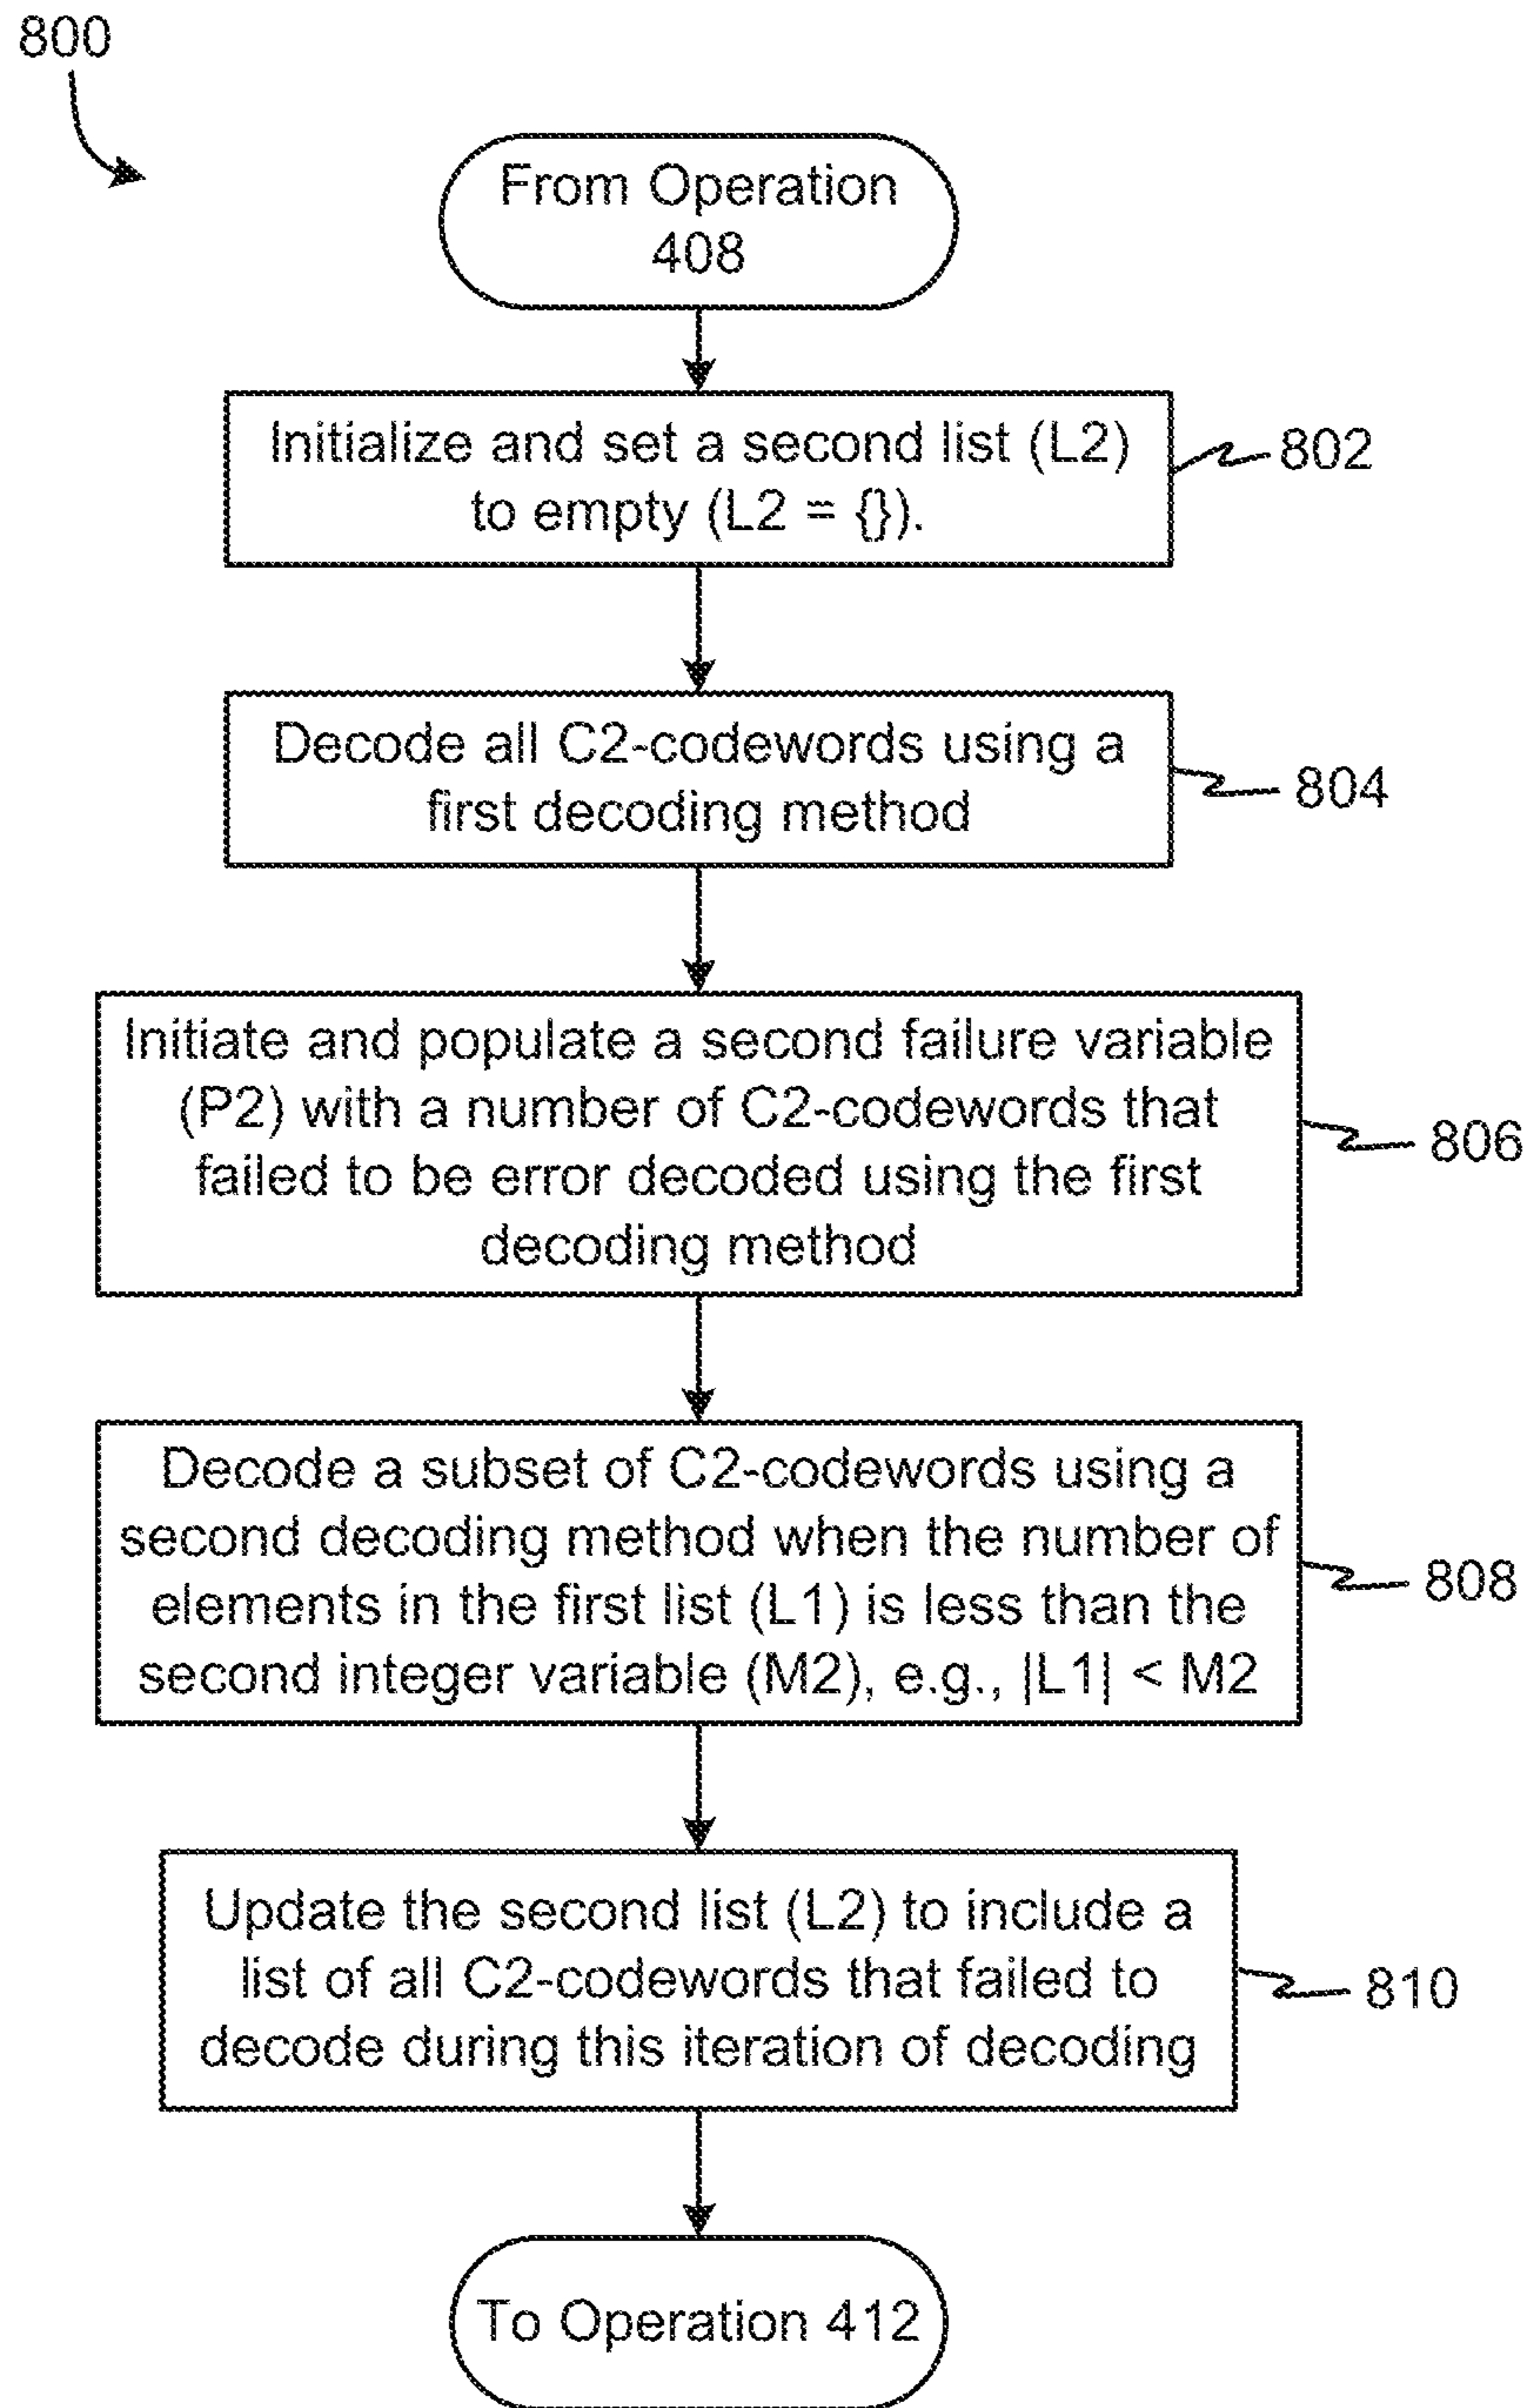 800
From Operation
408
Initialize and set a second list (L2)
to empty (L2 = {}).
802
Decode all C2-codewords using a
first decoding method
804
Initiate and populate a second failure variable
(P2) with a number of C2-codewords that
failed to be error decoded using the first
decoding method
806
Decode a subset of C2-codewords using a
second decoding method when the number of
elements in the first list (L1) is less than the
second integer variable (M2), e.g., |L1| < M2
808
Update the second list (L2) to include a
list of all C2-codewords that failed to
decode during this iteration of decoding
810
To Operation 412